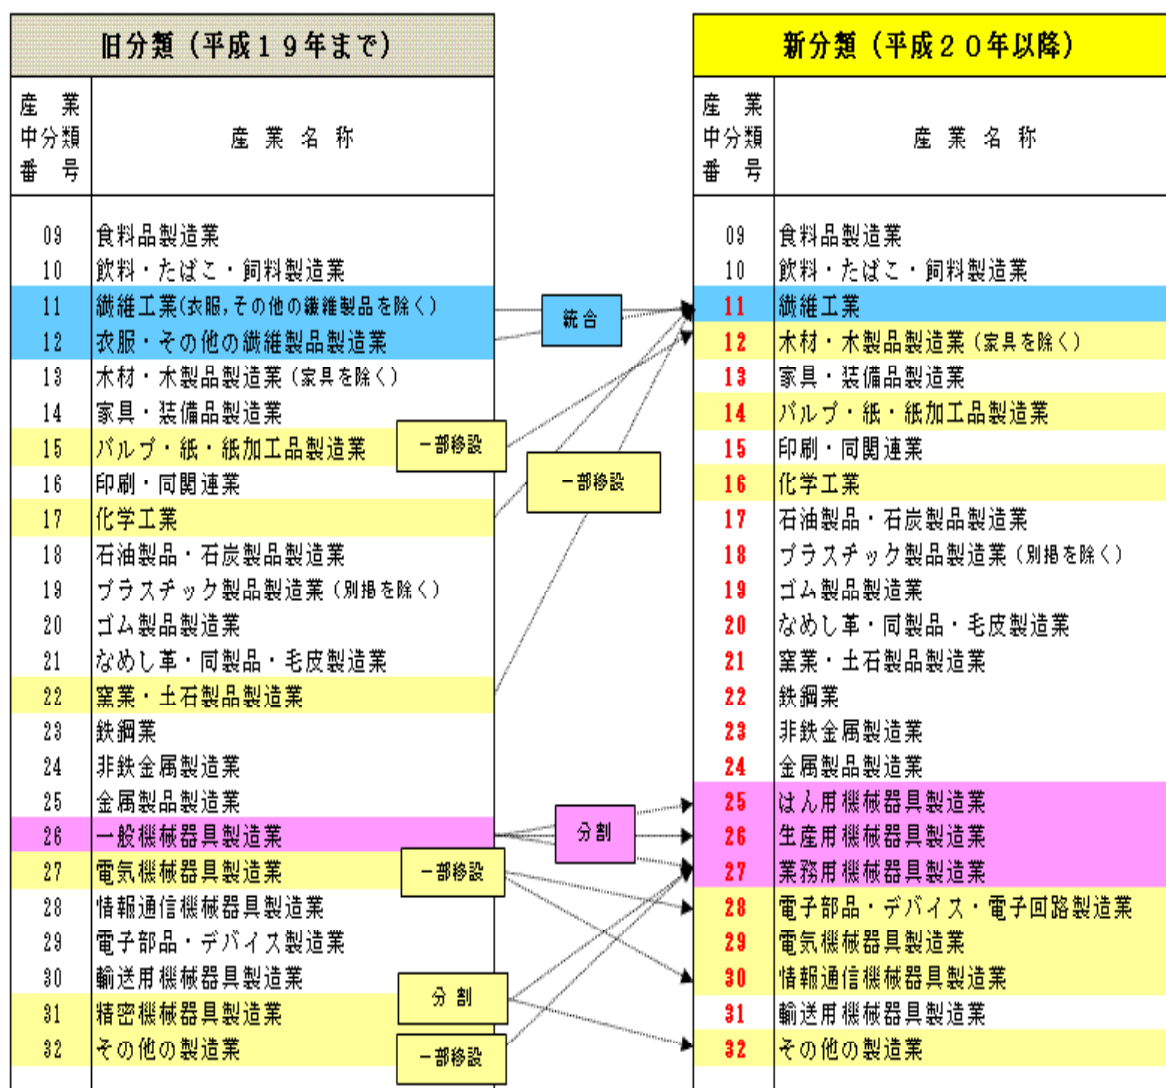 旧分類（平成１９年まで）
産業
中分類
番号
産業名称
09 食料品製造業
10 飲料・たばこ・飼料製造業
11 繊維工業(衣服,その他の繊維製品を除く)
12 衣服・その他の繊維製品製造業
13 木材・木製品製造業(家具を除く)
14 家具・装備品製造業
15 パルプ・紙・紙加工品製造業
16 印刷・同関連業
17 化学工業
18 石油製品・石炭製品製造業
19 プラスチック製品製造業(別掲を除く)
20 ゴム製品製造業
21 なめし革・同製品・毛皮製造業
22 窯業・土石製品製造業
23 鉄鋼業
24 非鉄金属製造業
25 金属製品製造業
26 一般機械器具製造業
27 電気機械器具製造業
28 情報通信機械器具製造業
29 電子部品・デバイス製造業
30 輸送用機械器具製造業
31 精密機械器具製造業
32 その他の製造業
統合
一部移設
一部移設
分割
一部移設
分割
一部移設
新分類（平成２０年以降）
産業
中分類
番号
産業名称
09 食料品製造業
10 飲料・たばこ・飼料製造業
11 繊維工業
12 木材・木製品製造業(家具を除く)
13 家具・装備品製造業
14 パルプ・紙・紙加工品製造業
15 印刷・同関連業
16 化学工業
17 石油製品・石炭製品製造業
18 プラスチック製品製造業(別掲を除く)
19 ゴム製品製造業
20 なめし革・同製品・毛皮製造業
21 窯業・土石製品製造業
22 鉄鋼業
23 非鉄金属製造業
24 金属製品製造業
25 はん用機械器具製造業
26 生産用機械器具製造業
27 業務用機械器具製造業
28 電子部品・デバイス・電子回路製造業
29 電気機械器具製造業
30 情報通信機械器具製造業
31 輸送用機械器具製造業
32 その他の製造業